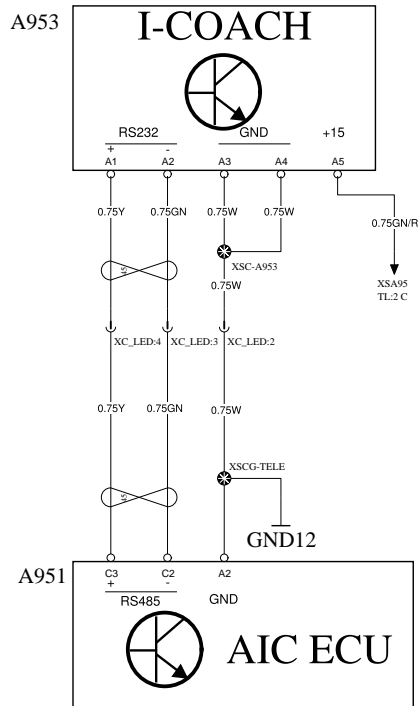 A953
I-COACH
RS232 GND +15
+ -
A1 A2 A3 A4 A5
0.75Y 0.75GN 0.75W 0.75W
0.75GN/R
45
XSC-A953
0.75W
XSA95
TL:2 C
XC_LED:4 XC_LED:3 XC_LED:2
0.75Y 0.75GN 0.75W
XSCG-TELE
45
GND12
A951
C3 C2 A2
+ -
RS485 GND
AIC ECU